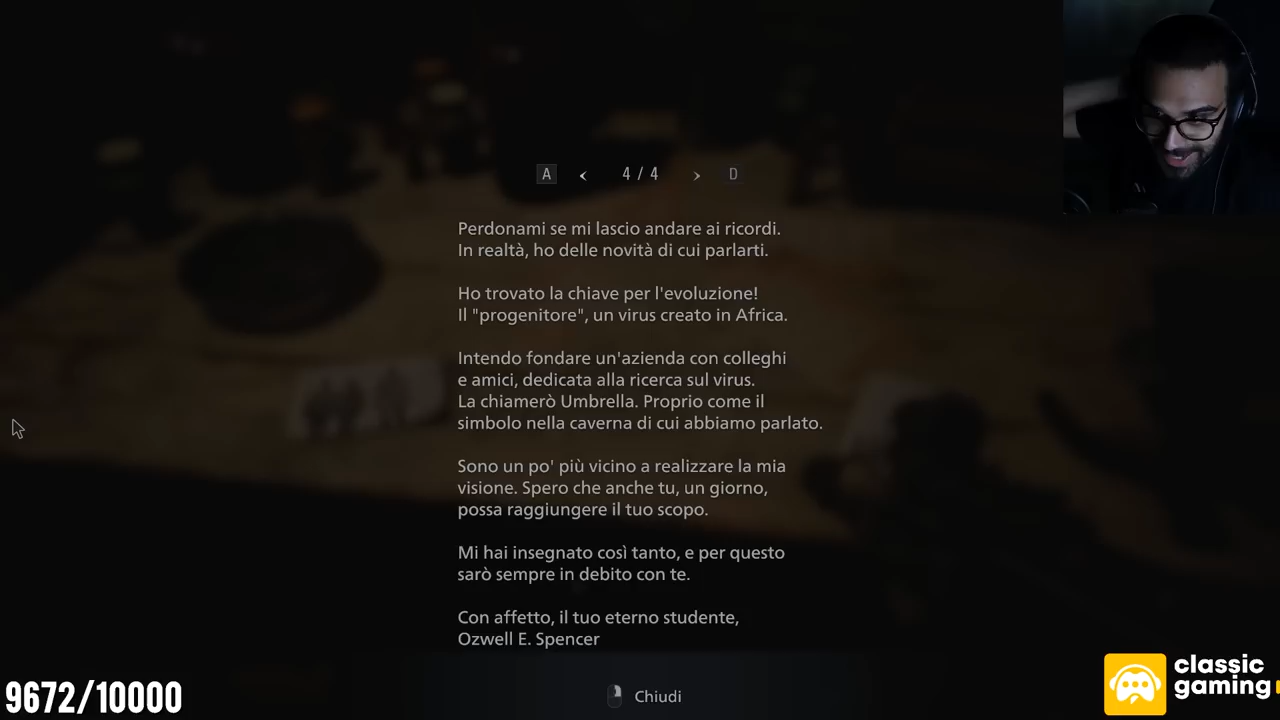 A < 4 / 4 > D
Perdonami se mi lascio andare ai ricordi.
In realtà, ho delle novità di cui parlarti.
Ho trovato la chiave per l'evoluzione!
Il "progenitore", un virus creato in Africa.
Intendo fondare un'azienda con colleghi
e amici, dedicata alla ricerca sul virus.
La chiamerò Umbrella. Proprio come il
simbolo nella caverna di cui abbiamo parlato.
Sono un po' più vicino a realizzare la mia
visione. Spero che anche tu, un giorno,
possa raggiungere il tuo scopo.
Mi hai insegnato così tanto, e per questo
sarò sempre in debito con te.
Con affetto, il tuo eterno studente,
Ozwell E. Spencer
Chiudi
9672/10000
classic
gaming